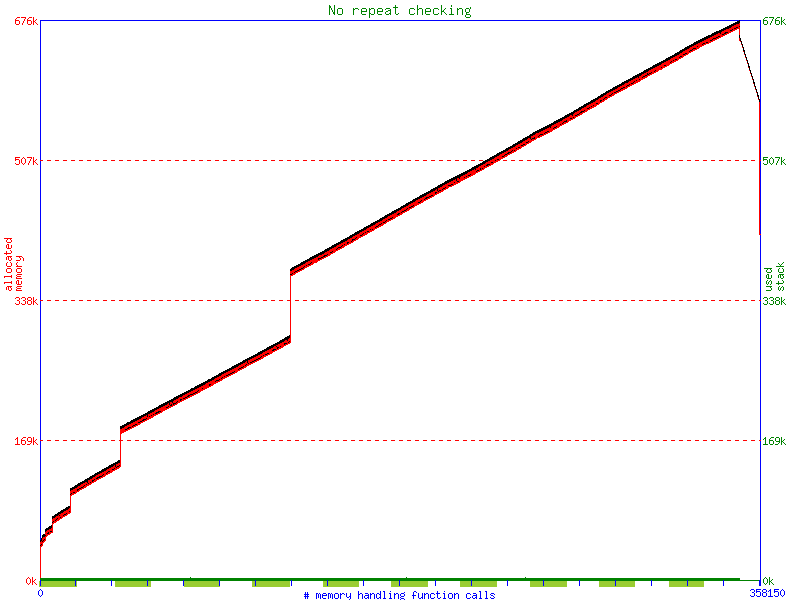 No repeat checking
676k
676k
507k
507k
allocated
memory
used
stack
338k
338k
169k
169k
0k
0k
0
# memory handling function calls
358150